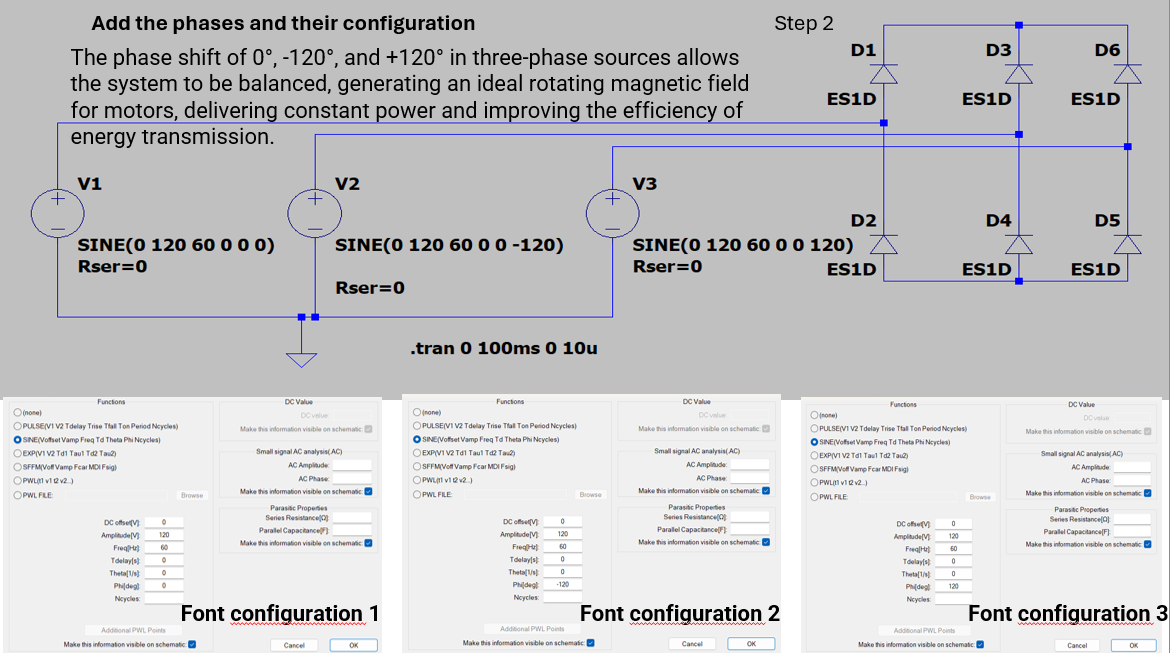 Add the phases and their configuration
Step 2
The phase shift of 0°, -120°, and +120° in three-phase sources allows
the system to be balanced, generating an ideal rotating magnetic field
for motors, delivering constant power and improving the efficiency of
energy transmission.
D1
D3
D6
ES1D
ES1D
ES1D
V1
V2
V3
SINE(0 120 60 0 0 0)
Rser=0
SINE(0 120 60 0 0 -120)
Rser=0
SINE(0 120 60 0 0 120)
Rser=0
D2
D4
D5
ES1D
ES1D
ES1D
.tran 0 100ms 0 10u
Functions
(none)
PULSE(V1 V2 Tdelay Trise Tfall Ton Period Ncycles)
SINE(Voffset Vamp Freq Td Theta Phi Ncycles)
EXP(V1 V2 Td1 Tau1 Td2 Tau2)
SFFM(Voff Vamp Fcar MDI Fsig)
PWL(t1 v1 t2 v2...)
PWL FILE:
Browse
DC offset[V]: 0
Amplitude[V]: 120
Freq[Hz]: 60
Tdelay[s]: 0
Theta[1/s]: 0
Phi[deg]: 0
Ncycles:
Additional PWL Points
Make this information visible on schematic:
DC Value
DC value:
Make this information visible on schematic:
Small signal AC analysis(.AC)
AC Amplitude:
AC Phase:
Make this information visible on schematic:
Parasitic Properties
Series Resistance[Ω]:
Parallel Capacitance[F]:
Make this information visible on schematic:
Font configuration 1
Cancel
OK
Functions
(none)
PULSE(V1 V2 Tdelay Trise Tfall Ton Period Ncycles)
SINE(Voffset Vamp Freq Td Theta Phi Ncycles)
EXP(V1 V2 Td1 Tau1 Td2 Tau2)
SFFM(Voff Vamp Fcar MDI Fsig)
PWL(t1 v1 t2 v2...)
PWL FILE:
Browse
DC offset[V]: 0
Amplitude[V]: 120
Freq[Hz]: 60
Tdelay[s]: 0
Theta[1/s]: 0
Phi[deg]: -120
Ncycles:
Additional PWL Points
Make this information visible on schematic:
DC Value
DC value:
Make this information visible on schematic:
Small signal AC analysis(.AC)
AC Amplitude:
AC Phase:
Make this information visible on schematic:
Parasitic Properties
Series Resistance[Ω]:
Parallel Capacitance[F]:
Make this information visible on schematic:
Font configuration 2
Cancel
OK
Functions
(none)
PULSE(V1 V2 Tdelay Trise Tfall Ton Period Ncycles)
SINE(Voffset Vamp Freq Td Theta Phi Ncycles)
EXP(V1 V2 Td1 Tau1 Td2 Tau2)
SFFM(Voff Vamp Fcar MDI Fsig)
PWL(t1 v1 t2 v2...)
PWL FILE:
Browse
DC offset[V]: 0
Amplitude[V]: 120
Freq[Hz]: 60
Tdelay[s]: 0
Theta[1/s]: 0
Phi[deg]: 120
Ncycles:
Additional PWL Points
Make this information visible on schematic:
DC Value
DC value:
Make this information visible on schematic:
Small signal AC analysis(.AC)
AC Amplitude:
AC Phase:
Make this information visible on schematic:
Parasitic Properties
Series Resistance[Ω]:
Parallel Capacitance[F]:
Make this information visible on schematic:
Font configuration 3
Cancel
OK